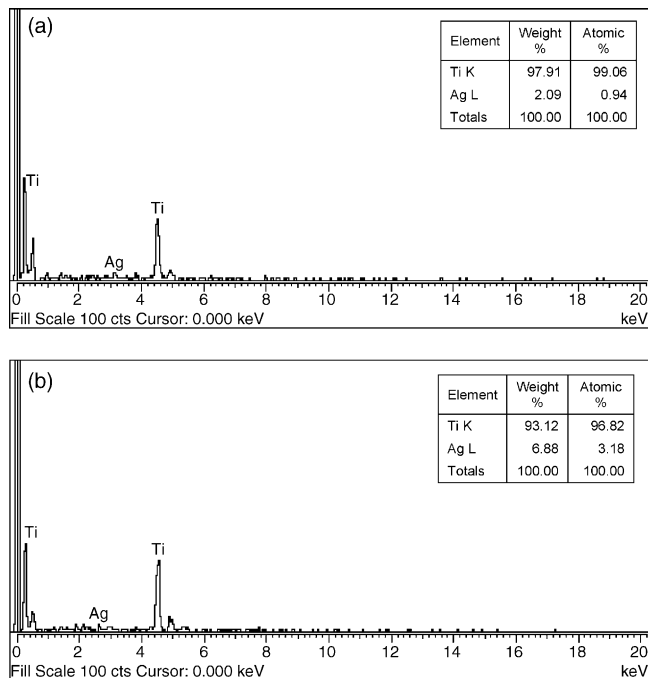 (a)
Element Weight % Atomic %
Ti K 97.91 99.06
Ag L 2.09 0.94
Totals 100.00 100.00
Ti
Ti
Ag
0 2 4 6 8 10 12 14 16 18 20
Fill Scale 100 cts Cursor: 0.000 keV keV
(b)
Element Weight % Atomic %
Ti K 93.12 96.82
Ag L 6.88 3.18
Totals 100.00 100.00
Ti
Ti
Ag
0 2 4 6 8 10 12 14 16 18 20
Fill Scale 100 cts Cursor: 0.000 keV keV